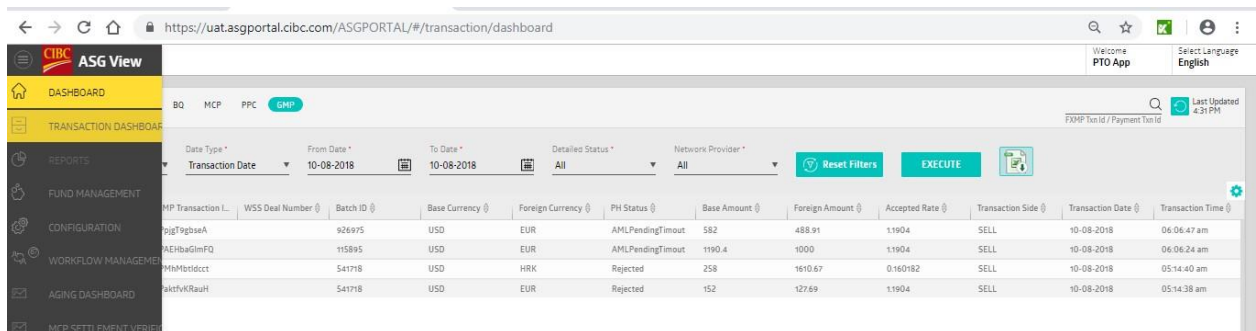 https://uat.asgportal.cibc.com/ASGPORTAL/#/transaction/dashboard
CIBC ASG View
Welcome
PTO App
Select Language
English
DASHBOARD
TRANSACTION DASHBOAR
REPORTS
FUND MANAGEMENT
CONFIGURATION
WORKFLOW MANAGEMEN
AGING DASHBOARD
MCP SETTLEMENT VERIFIC
BQ MCP PPC GMP
FXMP Txn Id / Payment Txn Id
Last Updated
4:31 PM
Date Type * From Date * To Date * Detailed Status * Network Provider *
Transaction Date 10-08-2018 10-08-2018 All All Reset Filters EXECUTE
MP Transaction I... WSS Deal Number Batch ID Base Currency Foreign Currency PH Status Base Amount Foreign Amount Accepted Rate Transaction Side Transaction Date Transaction Time
926975 USD EUR AMLPendingTimout 582 488.91 1.1904 SELL 10-08-2018 06:06:47 am
115895 USD EUR AMLPendingTimout 1190.4 1000 1.1904 SELL 10-08-2018 06:06:24 am
541718 USD HRK Rejected 258 1610.67 0.160182 SELL 10-08-2018 05:14:40 am
541718 USD EUR Rejected 152 127.69 1.1904 SELL 10-08-2018 05:14:38 am